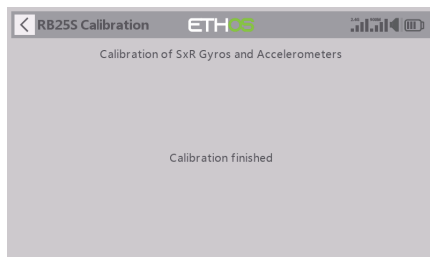 RB25S Calibration
ETHOS
Calibration of SxR Gyros and Accelerometers
Calibration finished